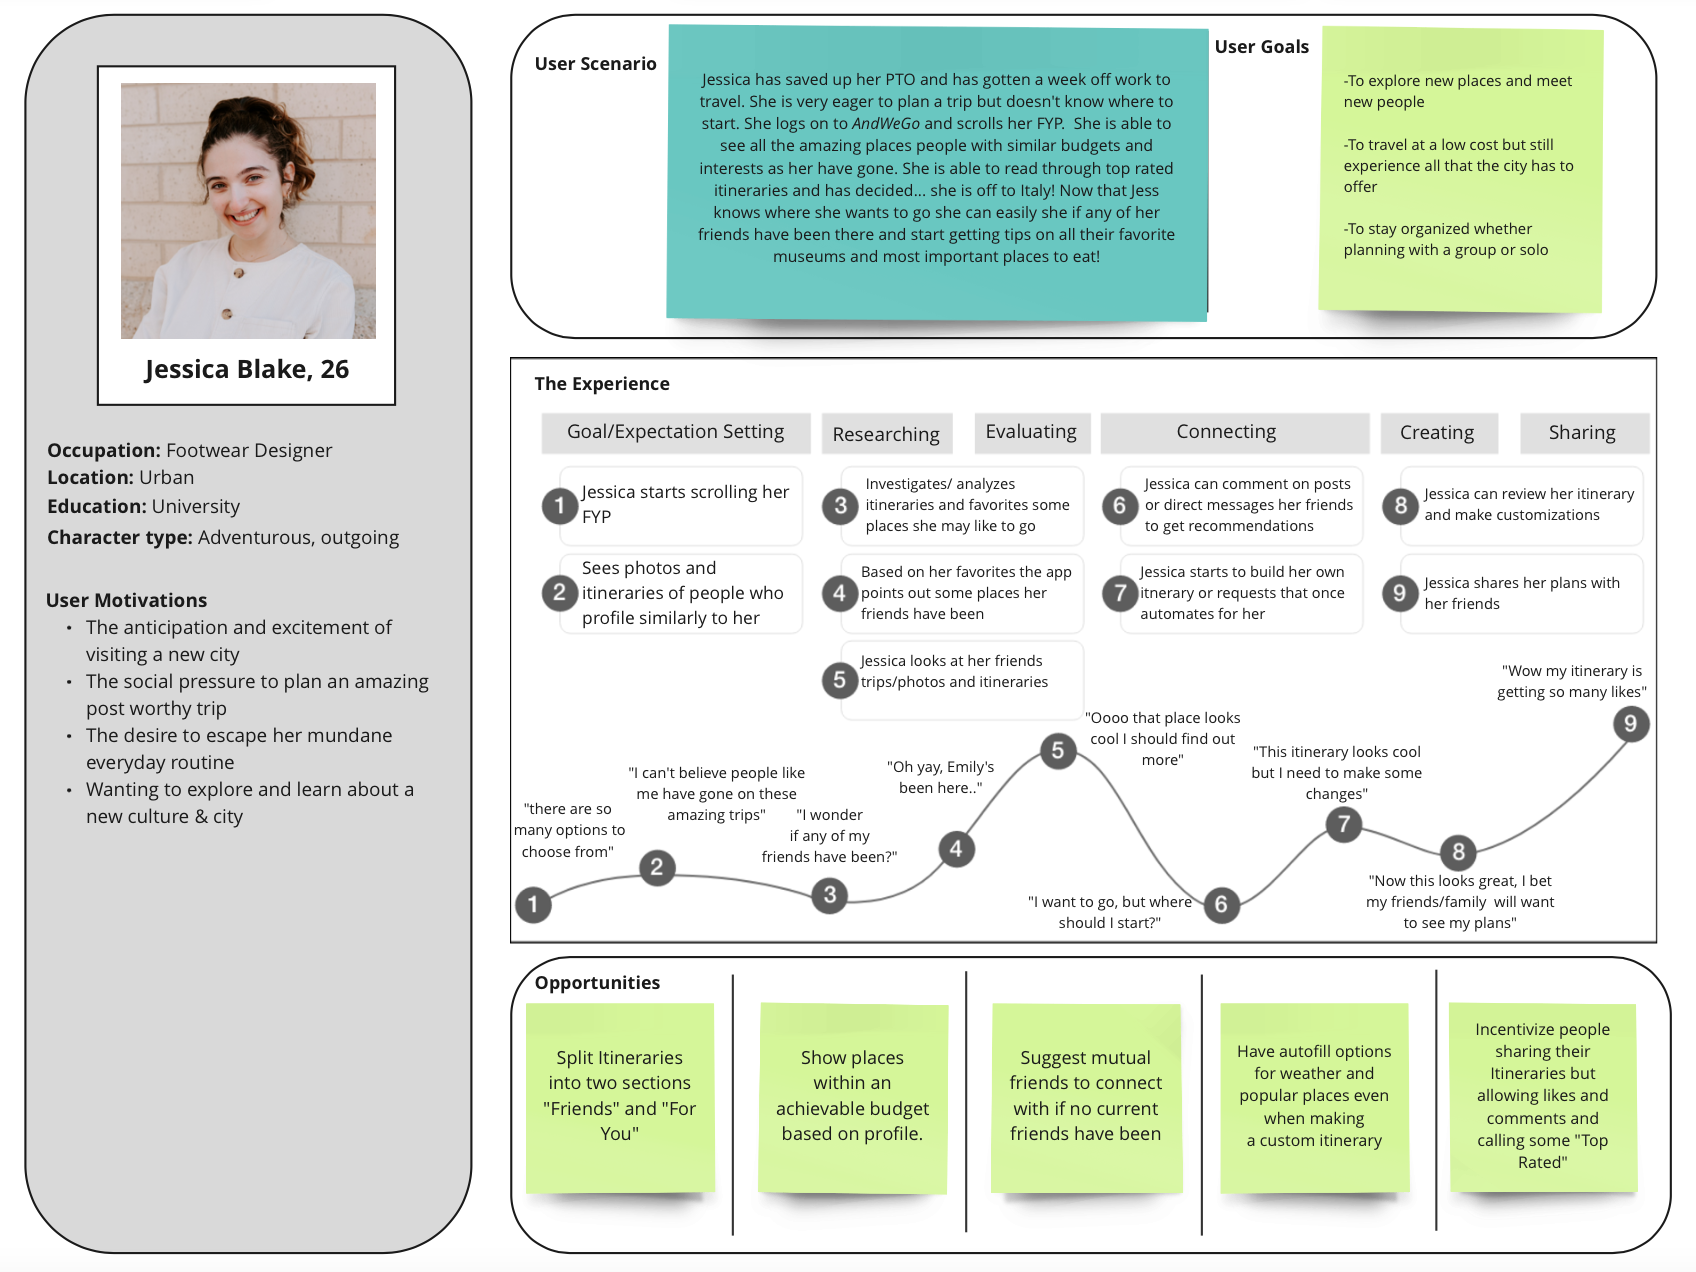 Jessica Blake, 26
Occupation: Footwear Designer
Location: Urban
Education: University
Character type: Adventurous, outgoing
User Motivations
• The anticipation and excitement of
visiting a new city
• The social pressure to plan an amazing
post worthy trip
• The desire to escape her mundane
everyday routine
• Wanting to explore and learn about a
new culture & city
User Scenario
Jessica has saved up her PTO and has gotten a week off work to
travel. She is very eager to plan a trip but doesn't know where to
start. She logs on to AndWeGo and scrolls her FYP.  She is able to
see all the amazing places people with similar budgets and
interests as her have gone. She is able to read through top rated
itineraries and has decided... she is off to Italy! Now that Jess
knows where she wants to go she can easily she if any of her
friends have been there and start getting tips on all their favorite
museums and most important places to eat!
User Goals
-To explore new places and meet
new people
-To travel at a low cost but still
experience all that the city has to
offer
-To stay organized whether
planning with a group or solo
The Experience
Goal/Expectation Setting
1
Jessica starts scrolling her
FYP
2
Sees photos and
itineraries of people who
profile similarly to her
Researching
Evaluating
3
Investigates/ analyzes
itineraries and favorites some
places she may like to go
4
Based on her favorites the app
points out some places her
friends have been
5
Jessica looks at her friends
trips/photos and itineraries
Connecting
6
Jessica can comment on posts
or direct messages her friends
to get recommendations
7
Jessica starts to build her own
itnerary or requests that once
automates for her
Creating
Sharing
8
Jessica can review her itinerary
and make customizations
9
Jessica shares her plans with
her friends
"there are so
many options to
choose from"
1
"I can't believe people like
me have gone on these
amazing trips"
2
"I wonder
if any of my
friends have been?"
3
"Oh yay, Emily's
been here.."
4
5
"Oooo that place looks
cool I should find out
more"
"I want to go, but where
should I start?"
6
"This itinerary looks cool
but I need to make some
changes"
7
8
"Now this looks great, I bet
my friends/family  will want
to see my plans"
"Wow my itinerary is
getting so many likes"
9
Opportunities
Split Itineraries
into two sections
"Friends" and "For
You"
Show places
within an
achievable budget
based on profile.
Suggest mutual
friends to connect
with if no current
friends have been
Have autofill options
for weather and
popular places even
when making
a custom itinerary
Incentivize people
sharing their
Itineraries but
allowing likes and
comments and
calling some "Top
Rated"